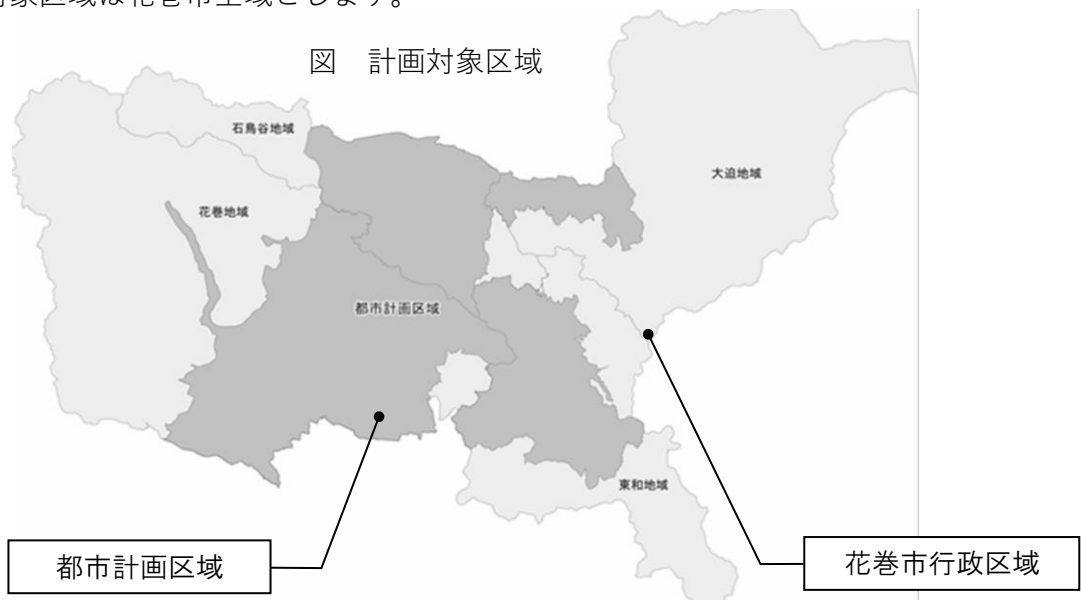 対象区域は花巻市全域とします。
図　計画対象区域
石鳥谷地域
大迫地域
花巻地域
都市計画区域
東和地域
都市計画区域
花巻市行政区域